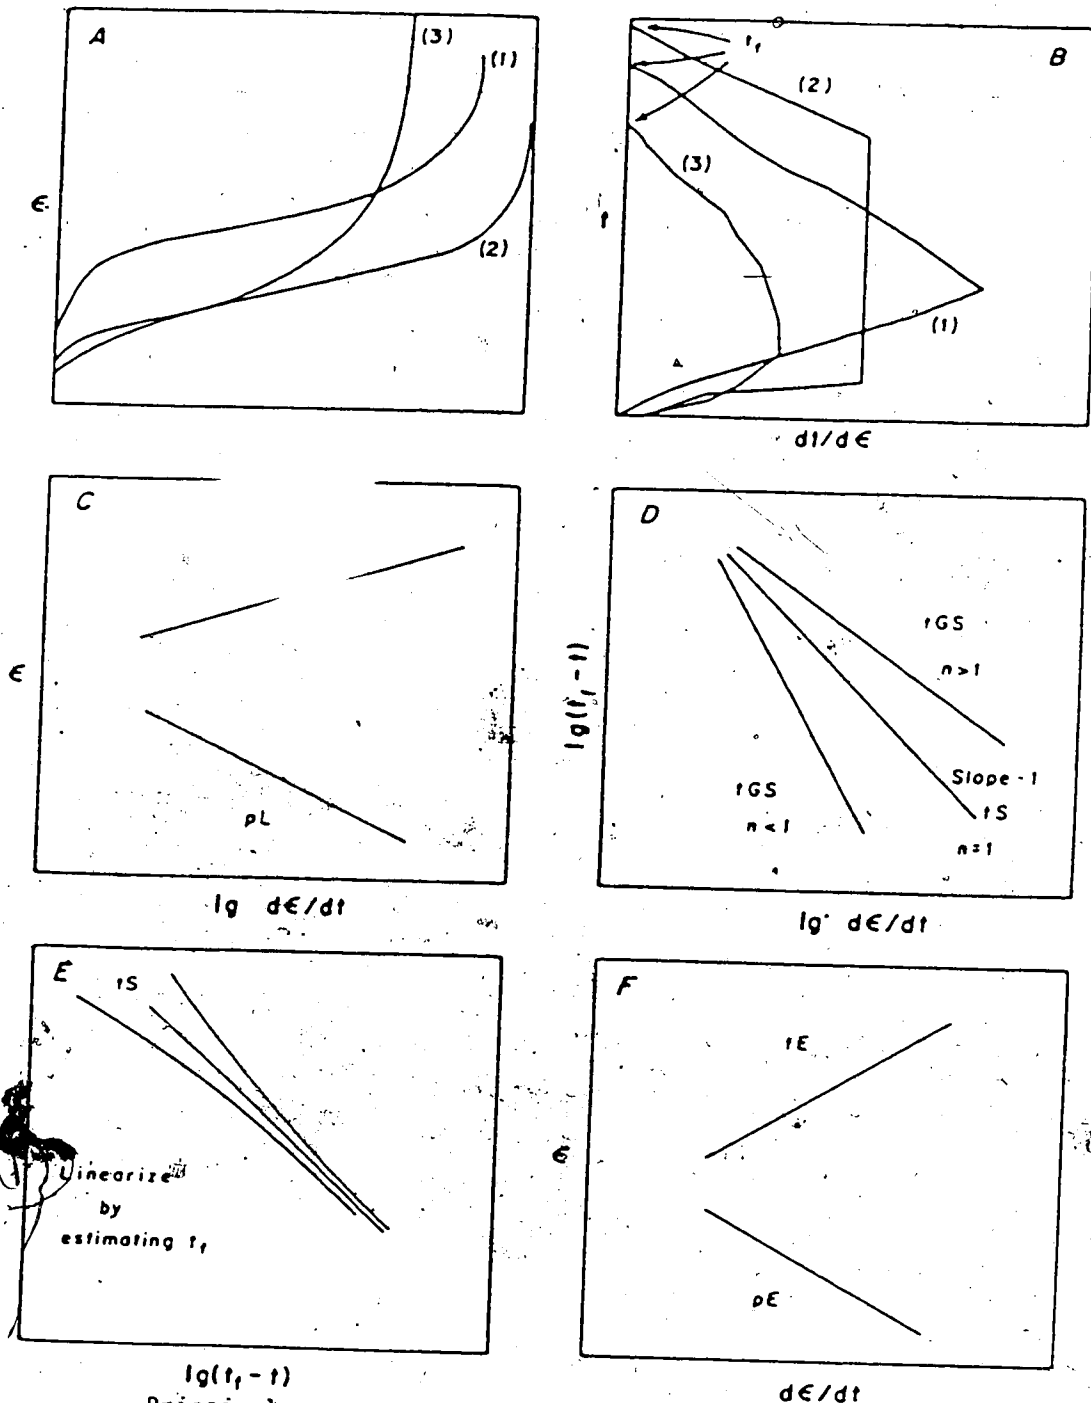 A
(3)
(1)
(2)
ϵ
B
t_f
(2)
(3)
(1)
t
dt/dϵ
C
pL
ϵ
lg dϵ/dt
D
tGS
n>1
Slope-1
tS
n=1
tGS
n<1
lg(t_f-t)
lg dϵ/dt
E
tS
Linearize
by
estimating t_f
lg(t_f-t)
F
tE
pE
ϵ
dϵ/dt